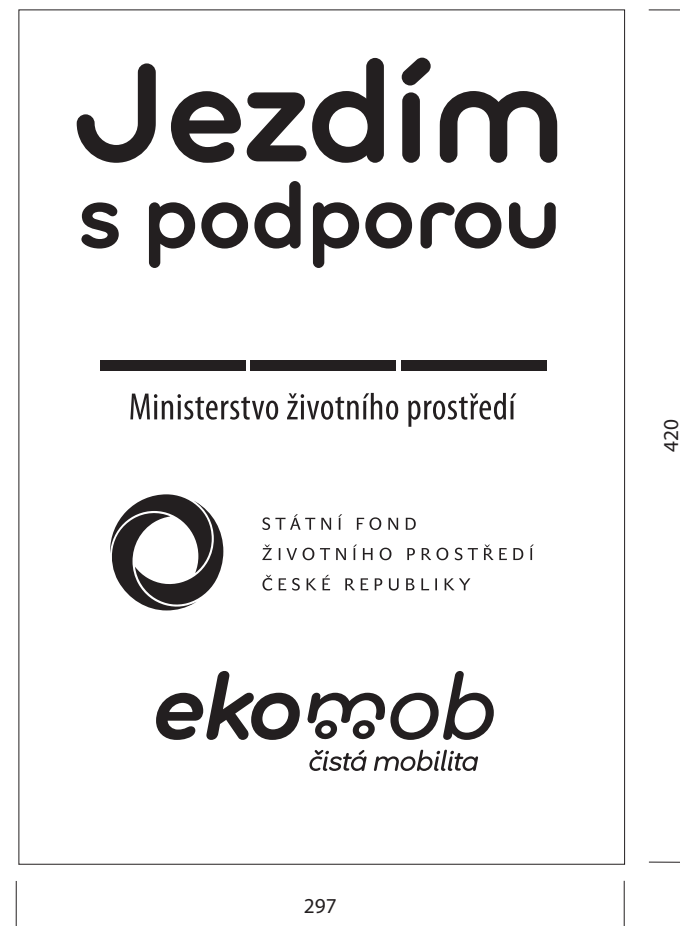 Jezdím
s podporou
Ministerstvo životního prostředí
STÁTNÍ FOND
ŽIVOTNÍHO PROSTŘEDÍ
ČESKÉ REPUBLIKY
ekomob
čistá mobilita
420
297